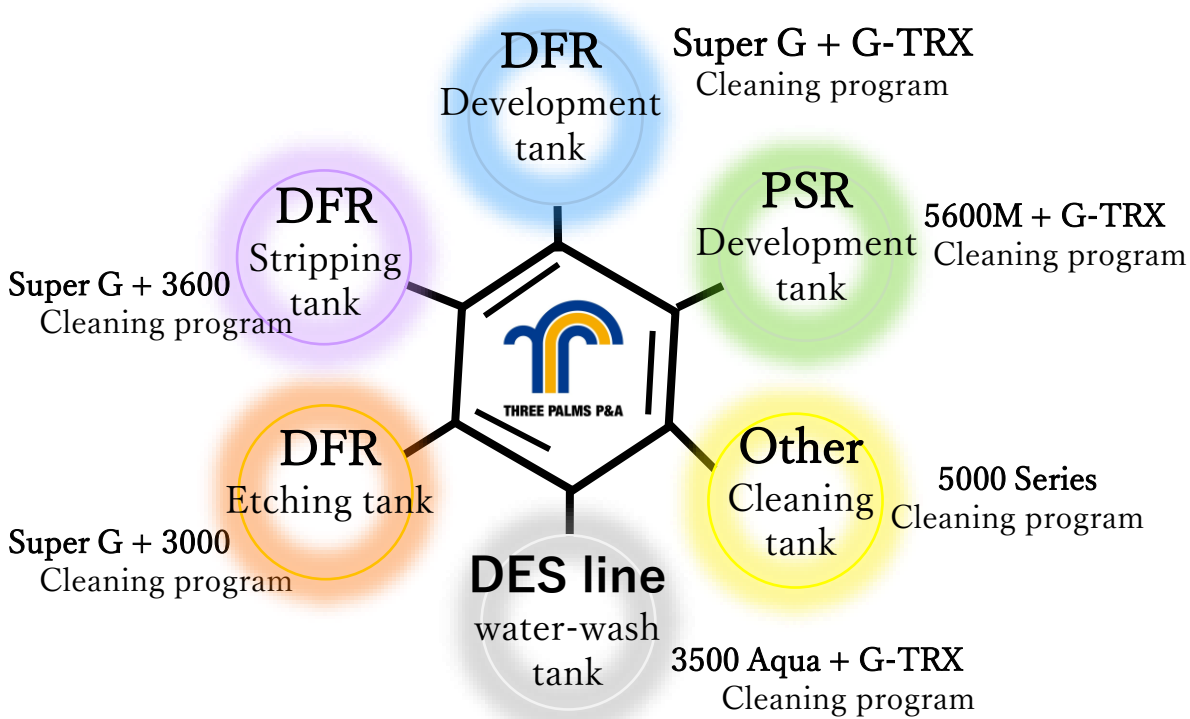 DFR
Development
tank
Super G + G-TRX
Cleaning program
PSR
Development
tank
5600M + G-TRX
Cleaning program
DFR
Stripping
tank
Super G + 3600
Cleaning program
THREE PALMS P&A
DFR
Etching tank
Super G + 3000
Cleaning program
Other
Cleaning
tank
5000 Series
Cleaning program
DES line
water-wash
tank
3500 Aqua + G-TRX
Cleaning program